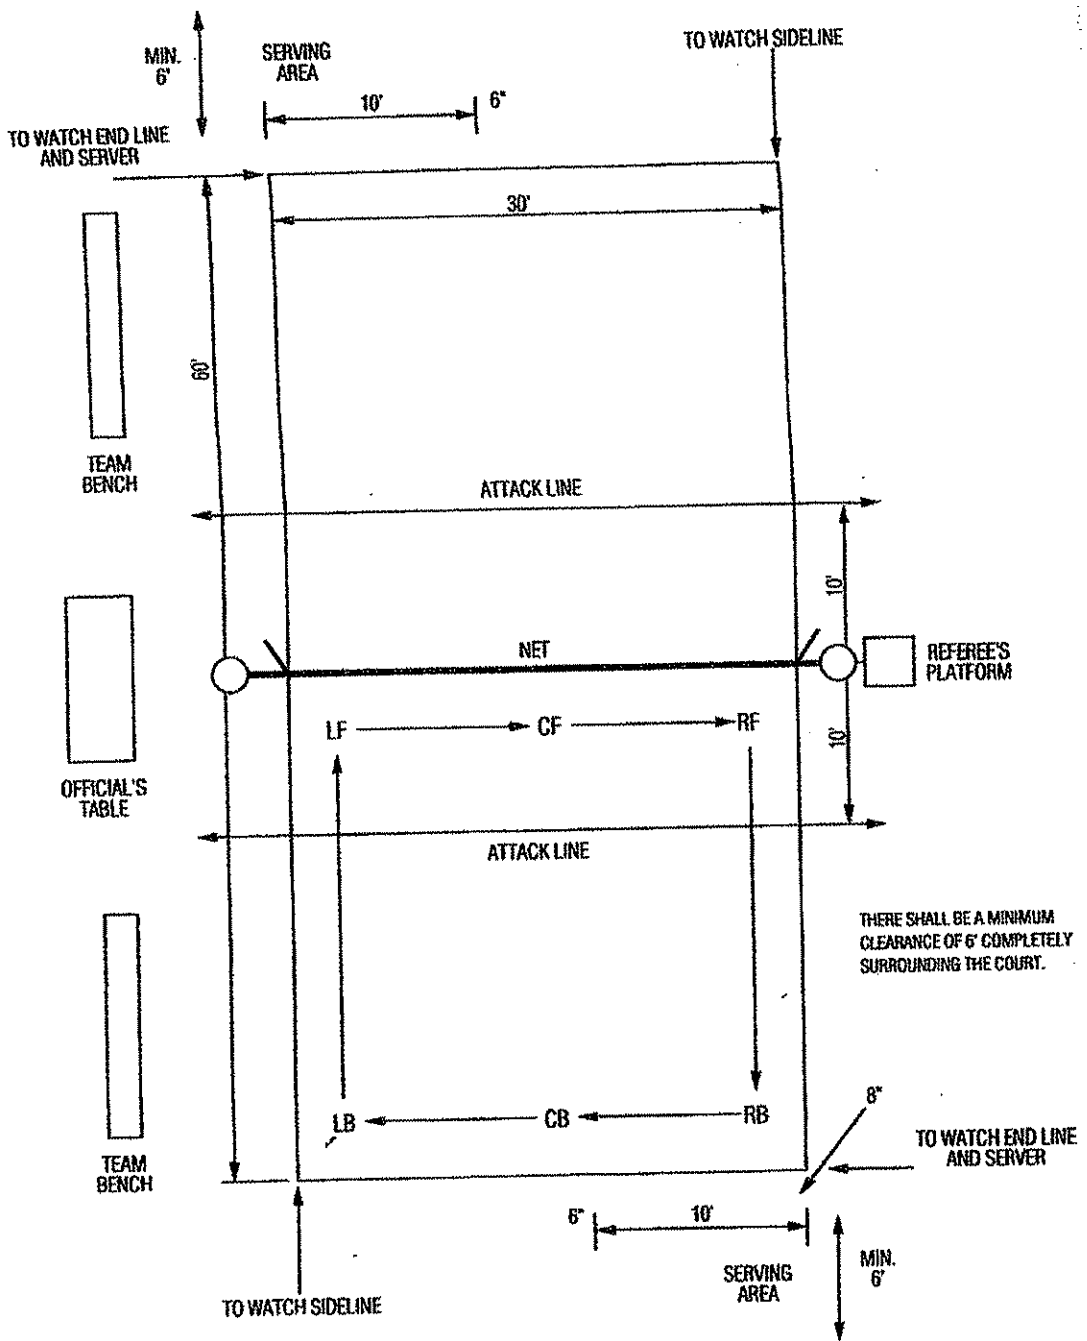 MIN.
6'
SERVING
AREA
TO WATCH SIDELINE
10'
6"
TO WATCH END LINE
AND SERVER
30'
60'
TEAM
BENCH
ATTACK LINE
10'
NET
REFEREE'S
PLATFORM
LF
CF
RF
10'
OFFICIAL'S
TABLE
ATTACK LINE
THERE SHALL BE A MINIMUM
CLEARANCE OF 6' COMPLETELY
SURROUNDING THE COURT.
8"
LB
CB
RB
TO WATCH END LINE
AND SERVER
TEAM
BENCH
6"
10'
SERVING
AREA
MIN.
6'
TO WATCH SIDELINE